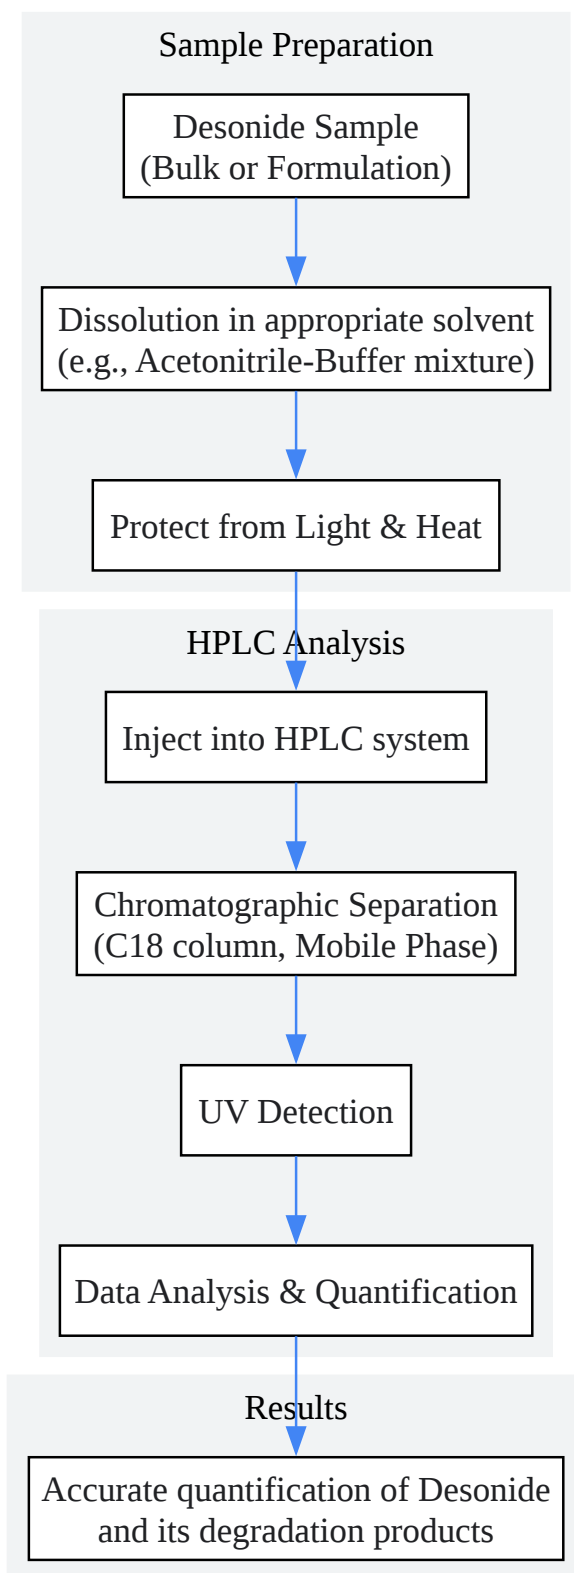 Sample Preparation
Desonide Sample
(Bulk or Formulation)
Dissolution in appropriate solvent
(e.g., Acetonitrile-Buffer mixture)
Protect from Light & Heat
HPLC Analysis
Inject into HPLC system
Chromatographic Separation
(C18 column, Mobile Phase)
UV Detection
Data Analysis & Quantification
Results
Accurate quantification of Desonide
and its degradation products